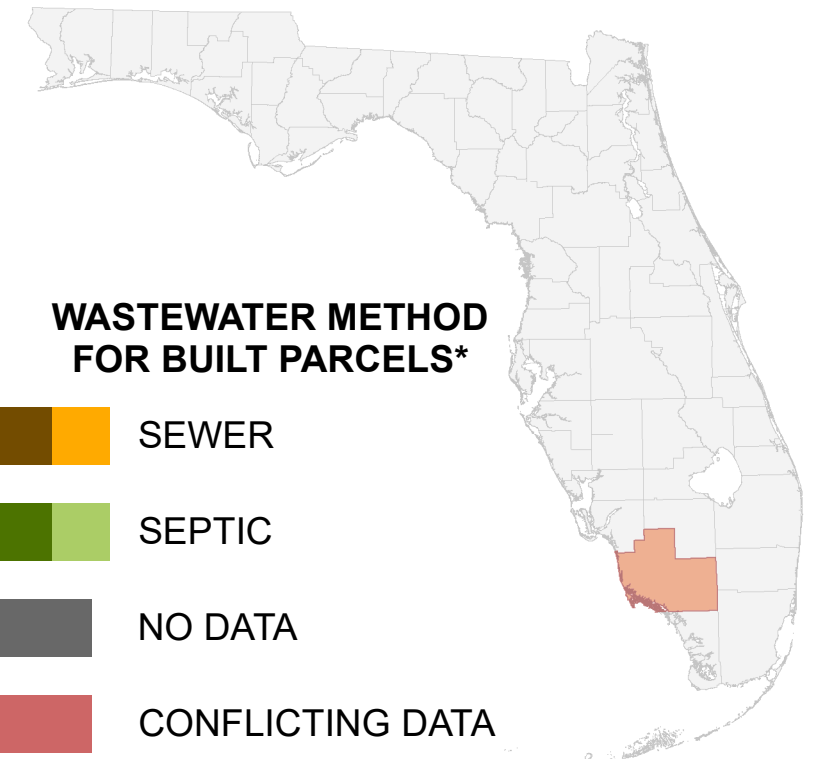 WASTEWATER METHOD
FOR BUILT PARCELS*
SEWER
SEPTIC
NO DATA
CONFLICTING DATA